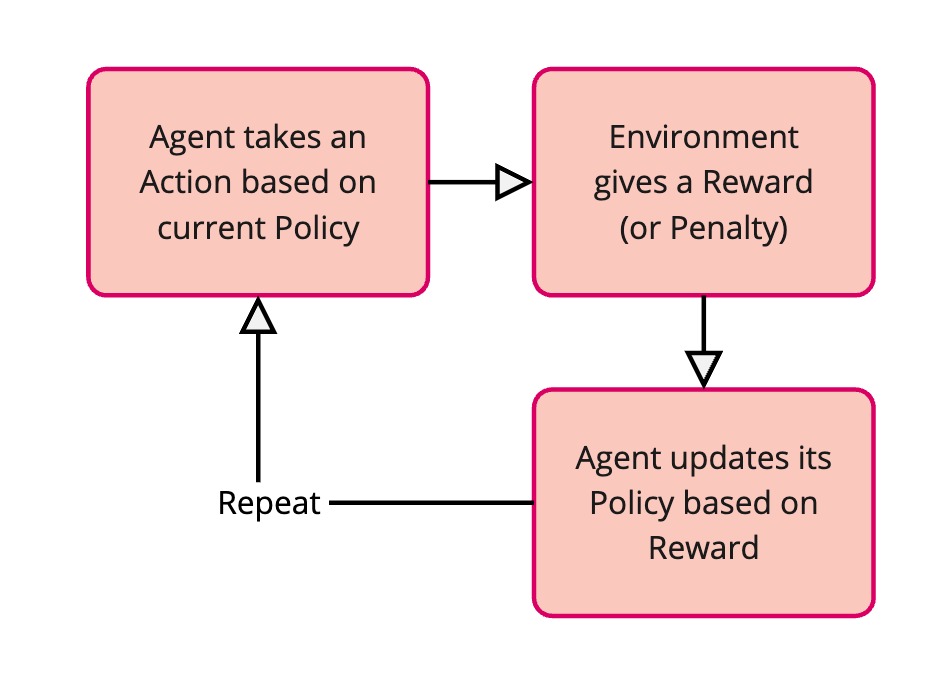 Agent takes an
Action based on
current Policy
Environment
gives a Reward
(or Penalty)
Agent updates its
Policy based on
Reward
Repeat